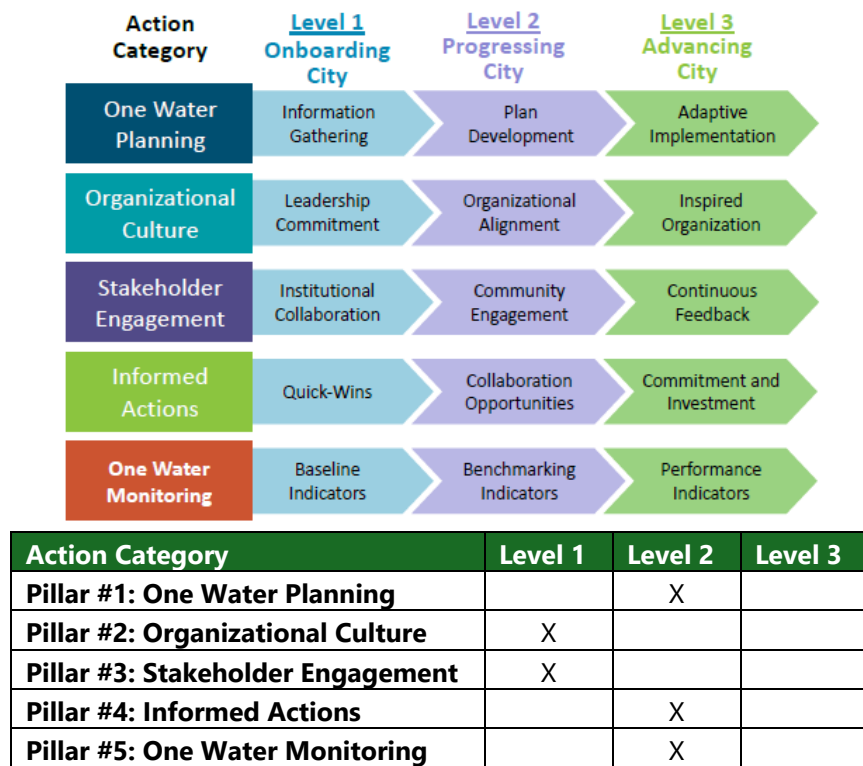 Action
Category
Level 1
Onboarding
City
Level 2
Progressing
City
Level 3
Advancing
City
One Water
Planning
Information
Gathering
Plan
Development
Adaptive
Implementation
Organizational
Culture
Leadership
Commitment
Organizational
Alignment
Inspired
Organization
Stakeholder
Engagement
Institutional
Collaboration
Community
Engagement
Continuous
Feedback
Informed
Actions
Quick-Wins
Collaboration
Opportunities
Commitment and
Investment
One Water
Monitoring
Baseline
Indicators
Benchmarking
Indicators
Performance
Indicators
Action Category Level 1 Level 2 Level 3
Pillar #1: One Water Planning X
Pillar #2: Organizational Culture X
Pillar #3: Stakeholder Engagement X
Pillar #4: Informed Actions X
Pillar #5: One Water Monitoring X